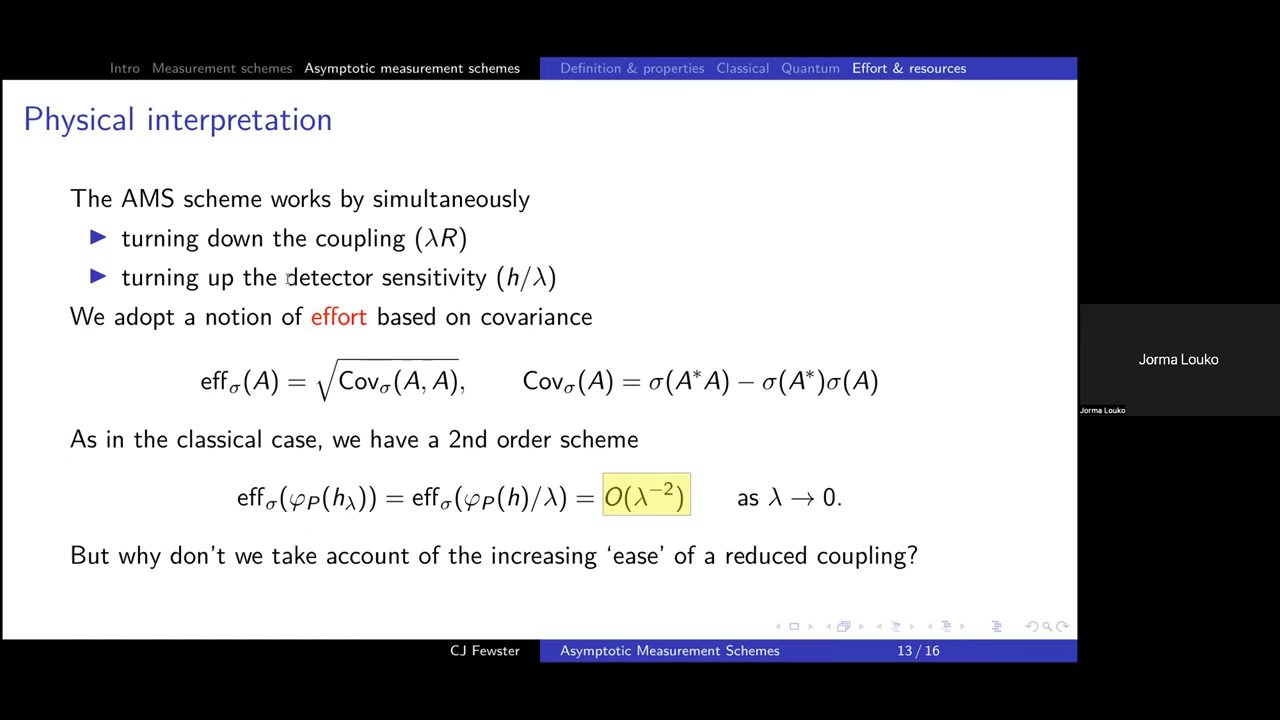 Intro Measurement schemes Asymptotic measurement schemes Definition & properties Classical Quantum Effort & resources
Physical interpretation
The AMS scheme works by simultaneously
▶ turning down the coupling (λR)
▶ turning up the detector sensitivity (h/λ)
We adopt a notion of effort based on covariance
eff_σ(A) = √Cov_σ(A, A), Cov_σ(A) = σ(A*A) − σ(A*)σ(A)
As in the classical case, we have a 2nd order scheme
eff_σ(φ_P(h_λ)) = eff_σ(φ_P(h)/λ) = O(λ⁻²) as λ → 0.
But why don't we take account of the increasing ‘ease’ of a reduced coupling?
CJ Fewster Asymptotic Measurement Schemes 13 / 16
Jorma Louko
Jorma Louko